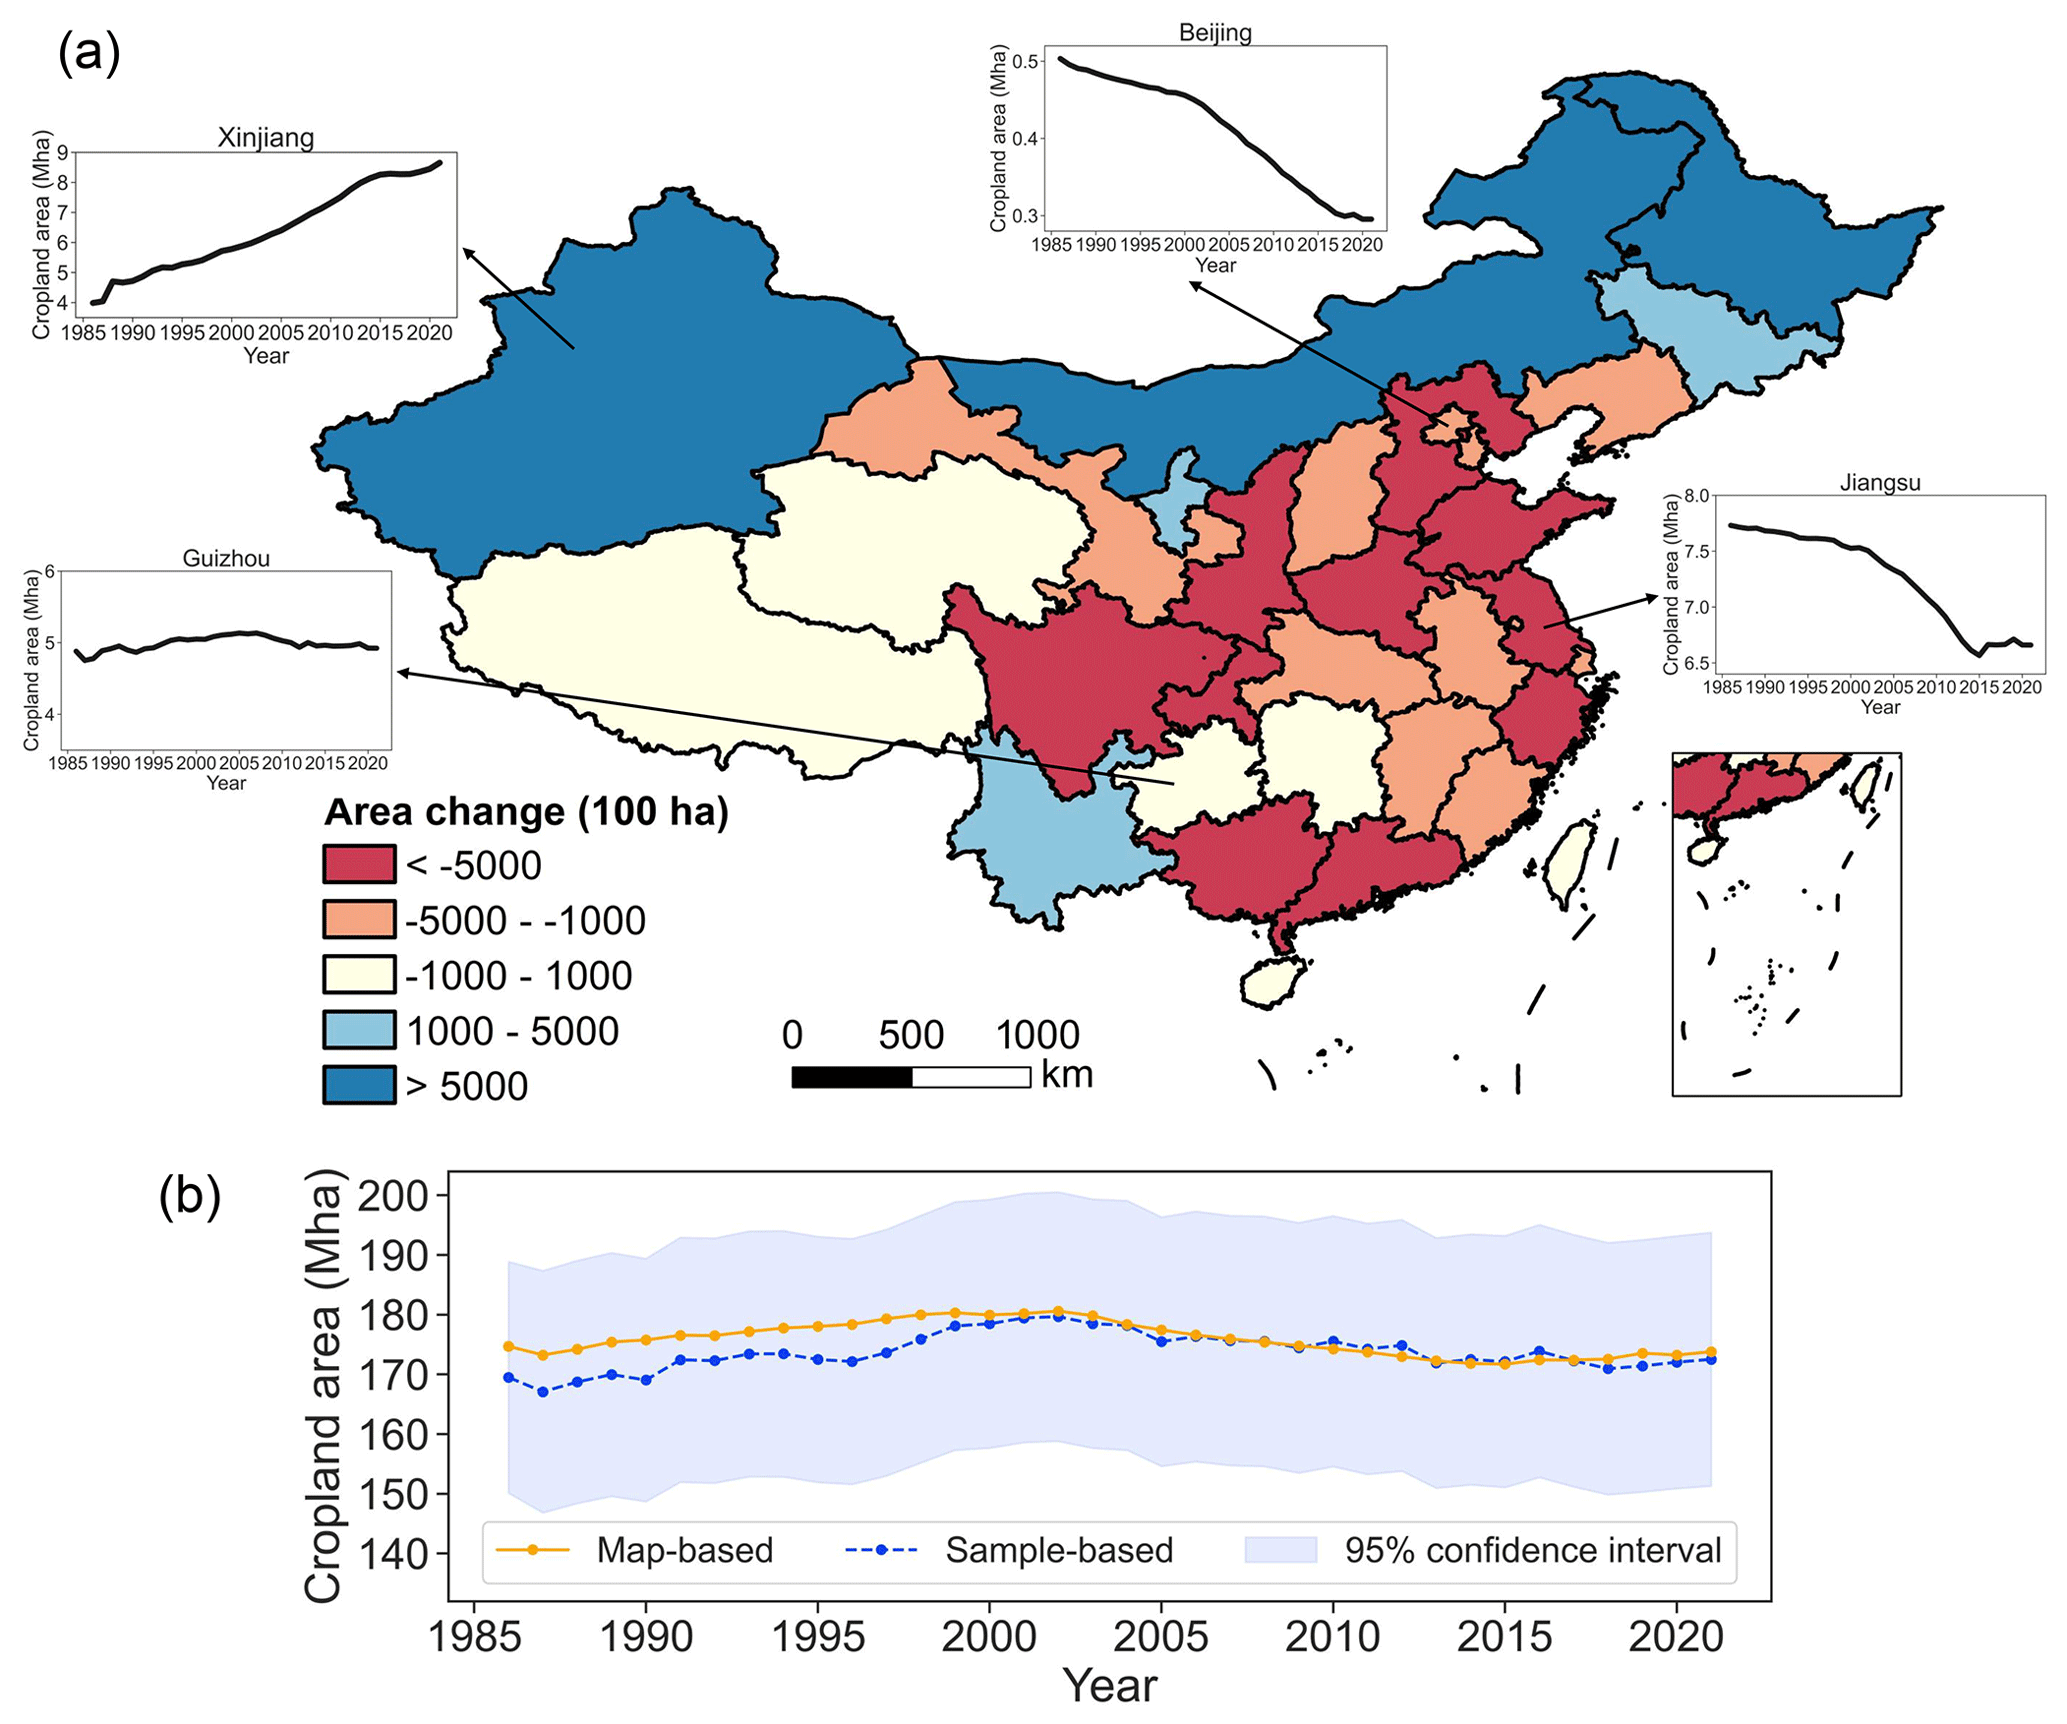 (a)
Beijing
Cropland area (Mha)
0.5
0.4
0.3
1985 1990 1995 2000 2005 2010 2015 2020
Year
Xinjiang
Cropland area (Mha)
9
8
7
6
5
4
1985 1990 1995 2000 2005 2010 2015 2020
Year
Jiangsu
Cropland area (Mha)
8.0
7.5
7.0
6.5
1985 1990 1995 2000 2005 2010 2015 2020
Year
Guizhou
Cropland area (Mha)
6
5
4
1985 1990 1995 2000 2005 2010 2015 2020
Year
Area change (100 ha)
< -5000
-5000 - -1000
-1000 - 1000
1000 - 5000
> 5000
0 500 1000
km
(b)
Cropland area (Mha)
200
190
180
170
160
150
140
Map-based Sample-based 95% confidence interval
1985 1990 1995 2000 2005 2010 2015 2020
Year